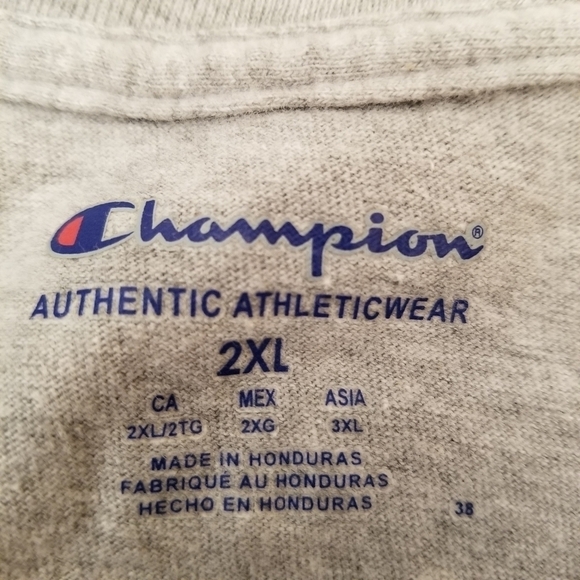 Champion®
AUTHENTIC ATHLETICWEAR
2XL
CA MEX ASIA
2XL/2TG 2XG 3XL
MADE IN HONDURAS
FABRIQUÉ AU HONDURAS
HECHO EN HONDURAS 38